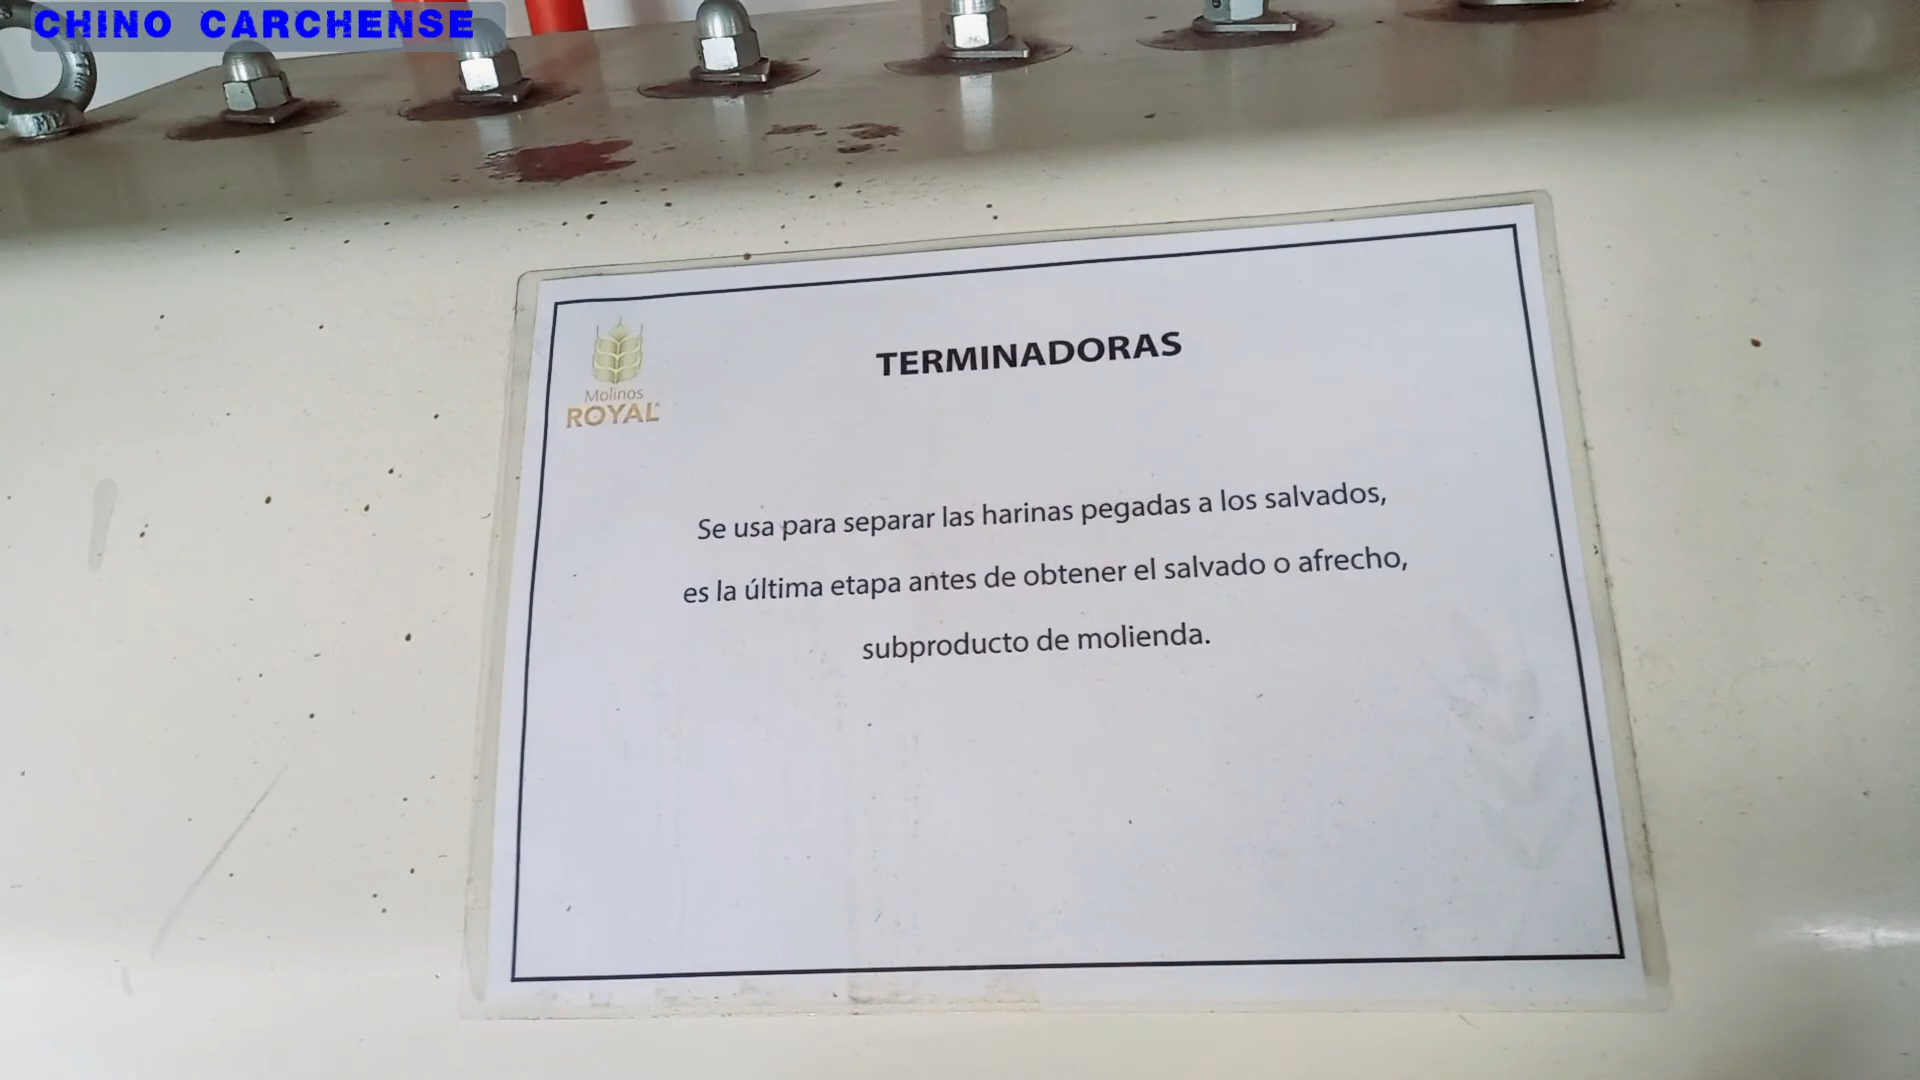 CHINO CARCHENSE
TERMINADORAS
Molinos
ROYAL
Se usa para separar las harinas pegadas a los salvados,
es la última etapa antes de obtener el salvado o afrecho,
subproducto de molienda.